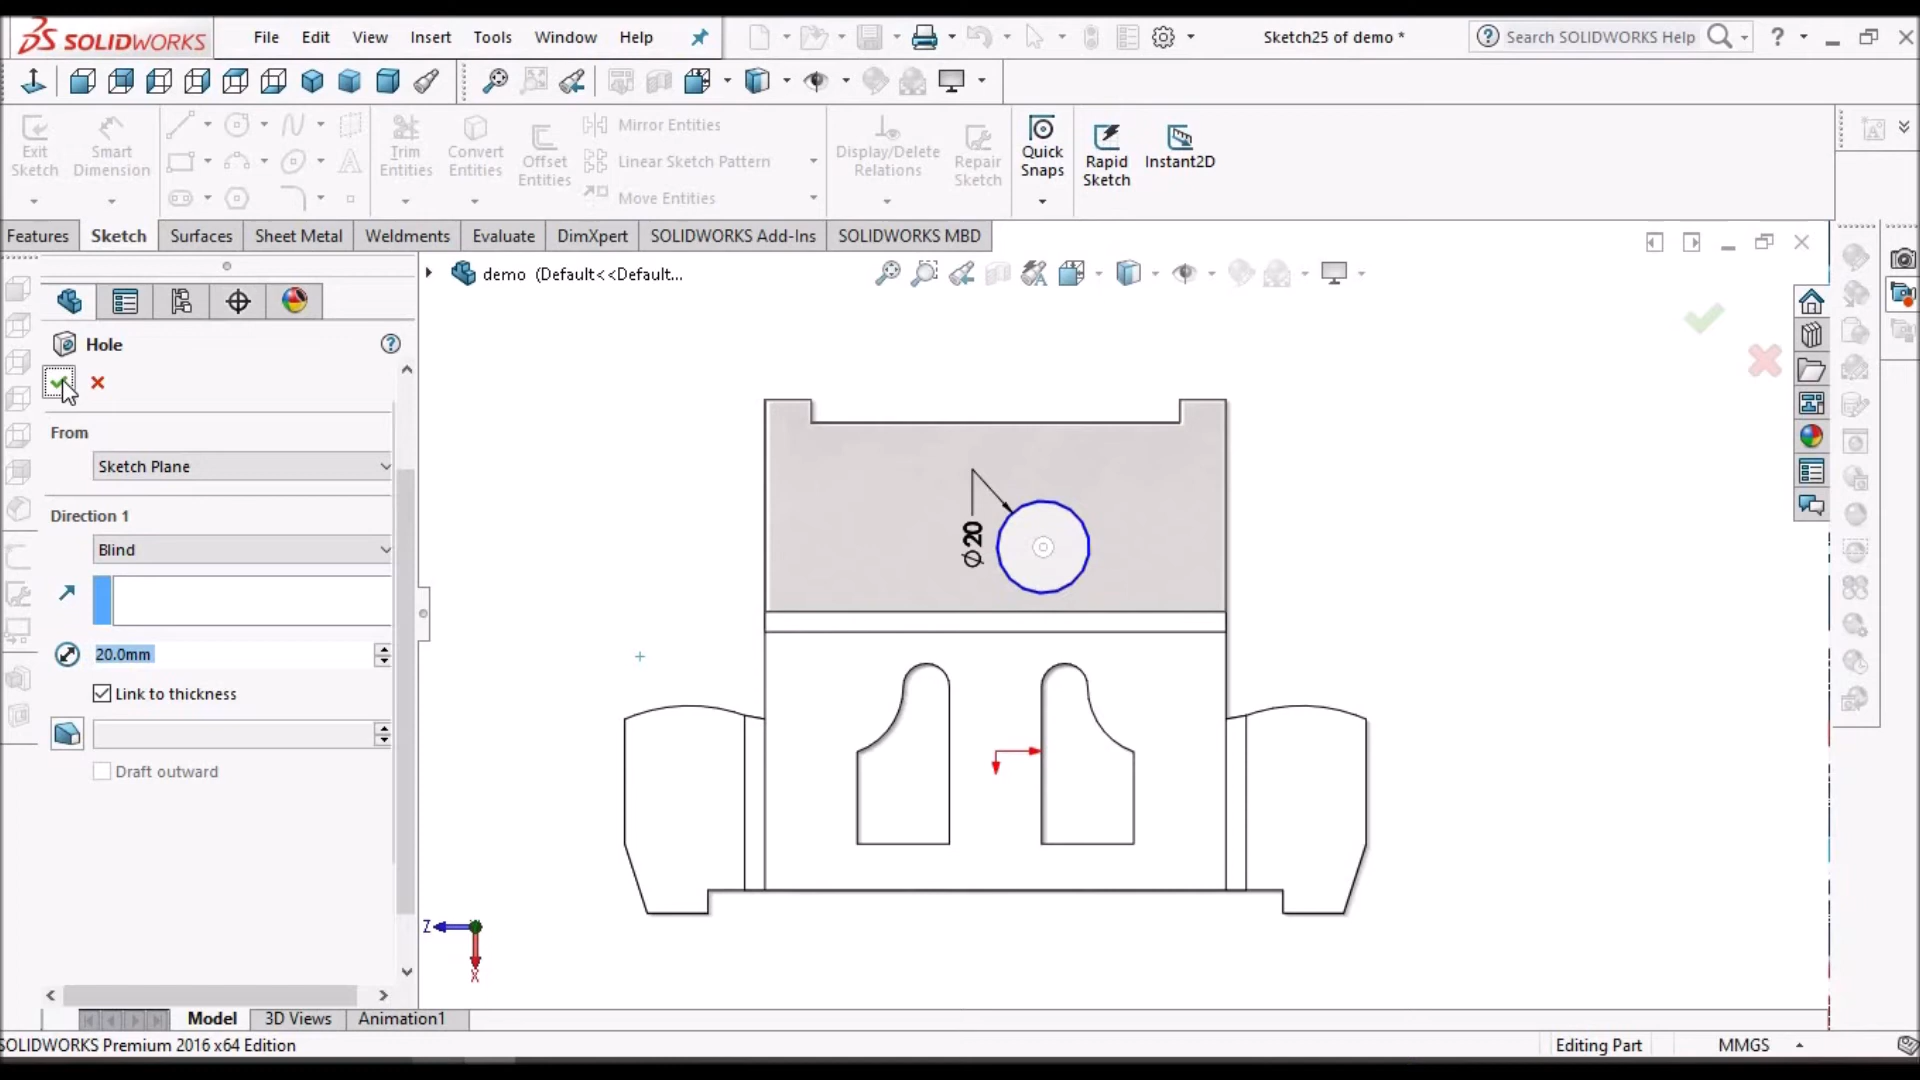 SOLIDWORKS File Edit View Insert Tools Window Help Sketch25 of demo * Search SOLIDWORKS Help
Exit Sketch
Smart Dimension
Trim Entities
Convert Entities
Offset Entities
Mirror Entities
Linear Sketch Pattern
Move Entities
Display/Delete Relations
Repair Sketch
Quick Snaps
Rapid Sketch
Instant2D
Features Sketch Surfaces Sheet Metal Weldments Evaluate DimXpert SOLIDWORKS Add-Ins SOLIDWORKS MBD
demo (Default<<Default...
Hole
From
Sketch Plane
Direction 1
Blind
20.0mm
Link to thickness
Draft outward
∅20
Z
X
Model 3D Views Animation1
SOLIDWORKS Premium 2016 x64 Edition Editing Part MMGS